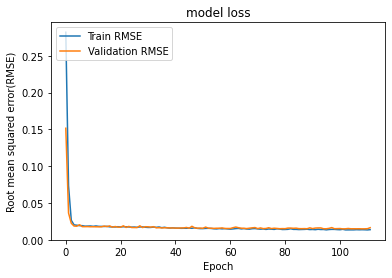 model loss
Train RMSE
Validation RMSE
Root mean squared error(RMSE)
0.25
0.20
0.15
0.10
0.05
0.00
0 20 40 60 80 100
Epoch